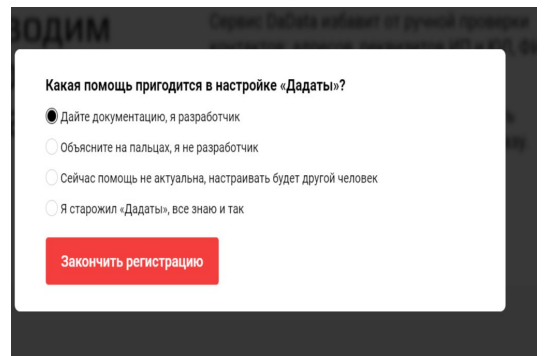 водим
Сервис DaData избавит от ручной проверки
Какая помощь пригодится в настройке «Дадаты»?
Дайте документацию, я разработчик
Объясните на пальцах, я не разработчик
Сейчас помощь не актуальна, настраивать будет другой человек
Я старожил «Дадаты», все знаю и так
Закончить регистрацию